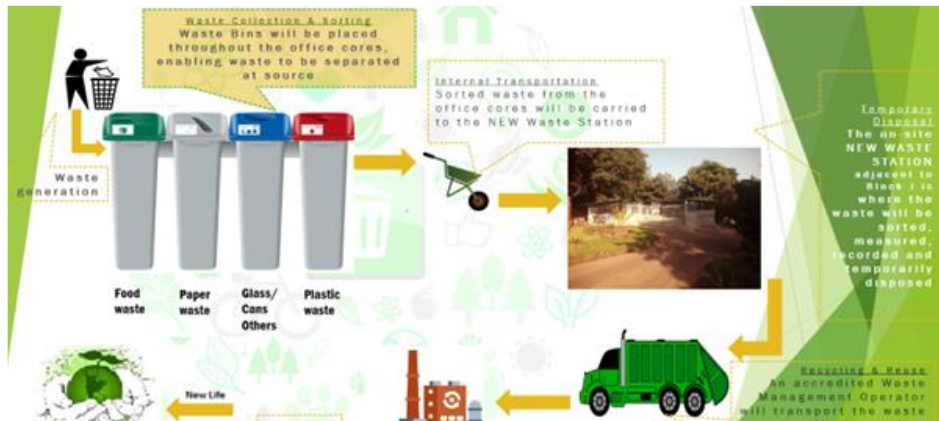 Waste Collection & Sorting
Waste Bins will be placed
throughout the office cores,
enabling waste to be separated
at source
Internal Transportation
Sorted waste from the
office cores will be carried
to the NEW Waste Station
Waste
generation
Temporary
Disposal
The on-site
NEW WASTE
STATION
adjacent to
Block J is
where the
waste will be
sorted,
measured,
recorded and
temporarily
disposed
Food
waste
Paper
waste
Glass/
Cans
Others
Plastic
waste
New Life
Recycling & Reuse
An accredited Waste
Management Operator
will transport the waste